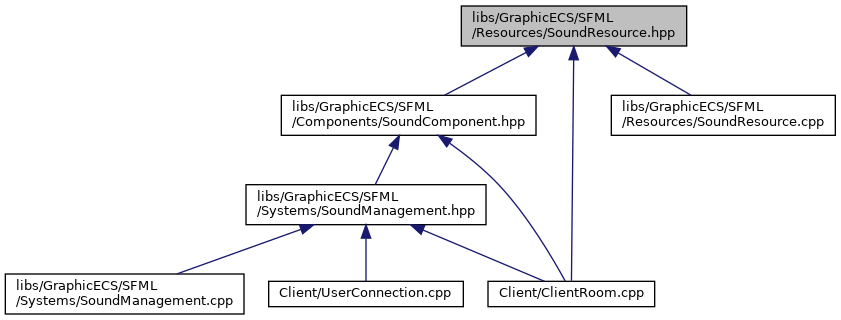 libs/GraphicECS/SFML
/Resources/SoundResource.hpp
libs/GraphicECS/SFML
/Components/SoundComponent.hpp
libs/GraphicECS/SFML
/Resources/SoundResource.cpp
libs/GraphicECS/SFML
/Systems/SoundManagement.hpp
libs/GraphicECS/SFML
/Systems/SoundManagement.cpp
Client/UserConnection.cpp
Client/ClientRoom.cpp